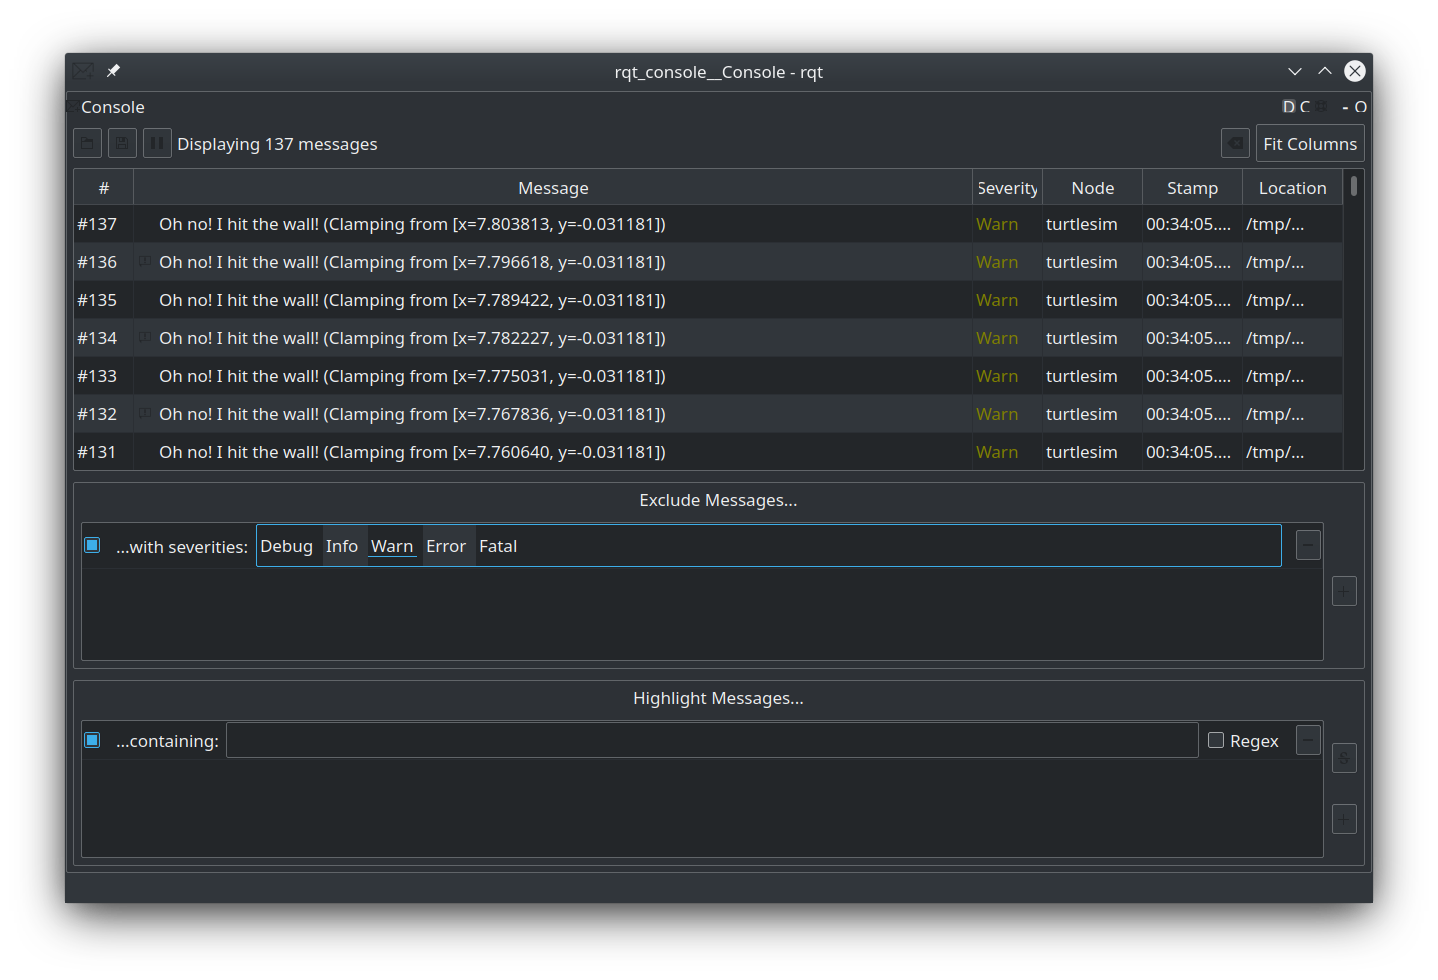 rqt_console__Console - rqt
Console D C - O
Displaying 137 messages Fit Columns
# Message Severity Node Stamp Location
#137 Oh no! I hit the wall! (Clamping from [x=7.803813, y=-0.031181]) Warn turtlesim 00:34:05.... /tmp/...
#136 Oh no! I hit the wall! (Clamping from [x=7.796618, y=-0.031181]) Warn turtlesim 00:34:05.... /tmp/...
#135 Oh no! I hit the wall! (Clamping from [x=7.789422, y=-0.031181]) Warn turtlesim 00:34:05.... /tmp/...
#134 Oh no! I hit the wall! (Clamping from [x=7.782227, y=-0.031181]) Warn turtlesim 00:34:05.... /tmp/...
#133 Oh no! I hit the wall! (Clamping from [x=7.775031, y=-0.031181]) Warn turtlesim 00:34:05.... /tmp/...
#132 Oh no! I hit the wall! (Clamping from [x=7.767836, y=-0.031181]) Warn turtlesim 00:34:05.... /tmp/...
#131 Oh no! I hit the wall! (Clamping from [x=7.760640, y=-0.031181]) Warn turtlesim 00:34:05.... /tmp/...
Exclude Messages...
...with severities: Debug Info Warn Error Fatal
Highlight Messages...
...containing: Regex